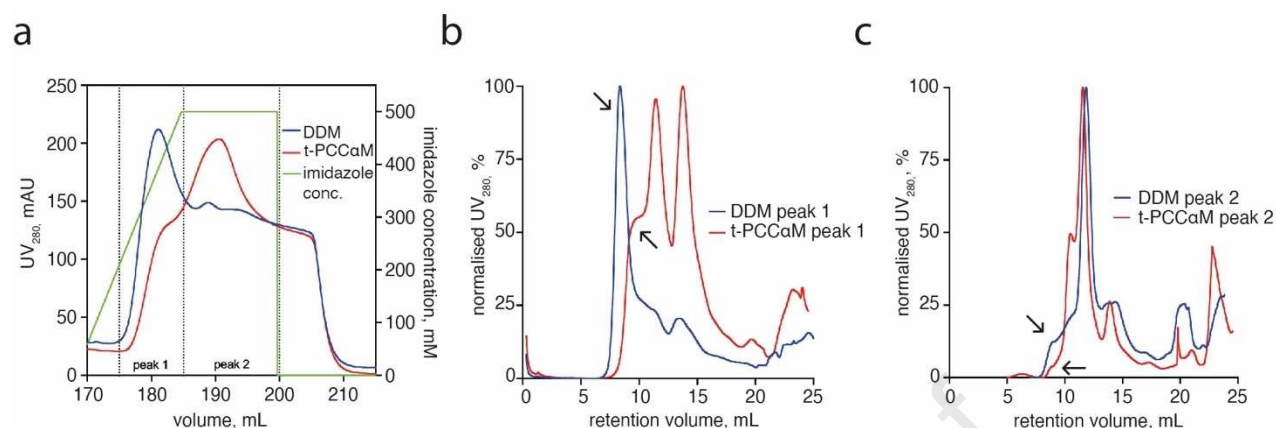 a
250
200
150
100
50
0
UV280, mAU
170 180 190 200 210
volume, mL
peak 1
peak 2
DDM
t-PCCαM
imidazole
conc.
500
400
300
200
100
0
imidazole concentration, mM
b
100
75
50
25
0
normalised UV280, %
0 5 10 15 20 25
retention volume, mL
DDM peak 1
t-PCCαM peak 1
c
100
75
50
25
0
normalised UV280, %
0 5 10 15 20 25
retention volume, mL
DDM peak 2
t-PCCαM peak 2
f